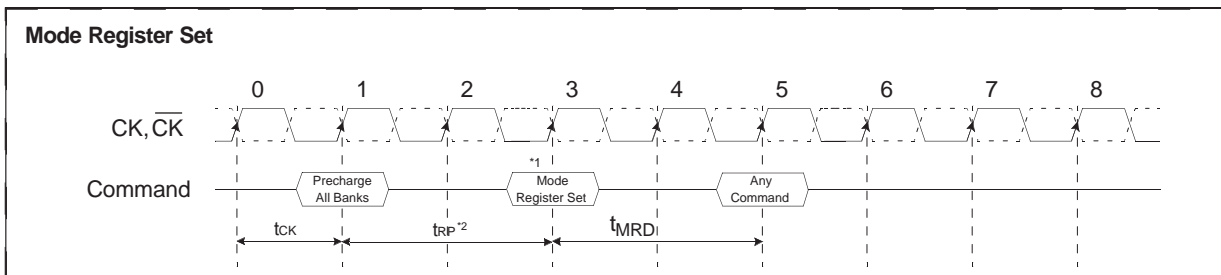 Mode Register Set
0 1 2 3 4 5 6 7 8
CK, C̅K̅
*1
Command Precharge All Banks Mode Register Set Any Command
tCK tRP*2 tMRD